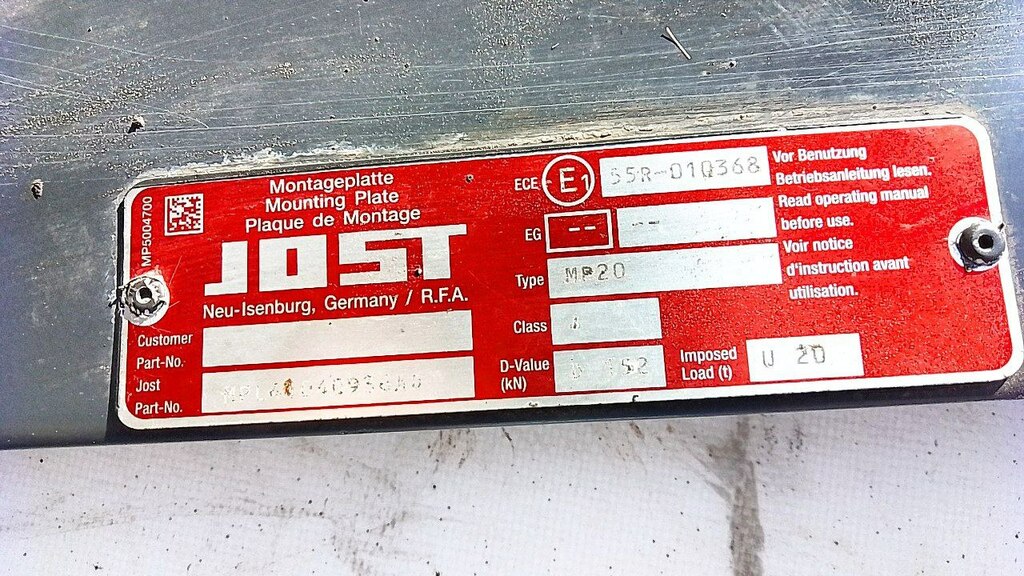 MP5004700
Montageplatte
Mounting Plate
Plaque de Montage
JOST
Neu-Isenburg, Germany / R.F.A.
Customer
Part-No.
Jost
Part-No.
ECE E1 55R-010368
EG -- --
Type MP20
Class
D-Value
(kN) 152
Imposed
Load (t) U 20
Vor Benutzung
Betriebsanleitung lesen.
Read operating manual
before use.
Voir notice
d'instruction avant
utilisation.